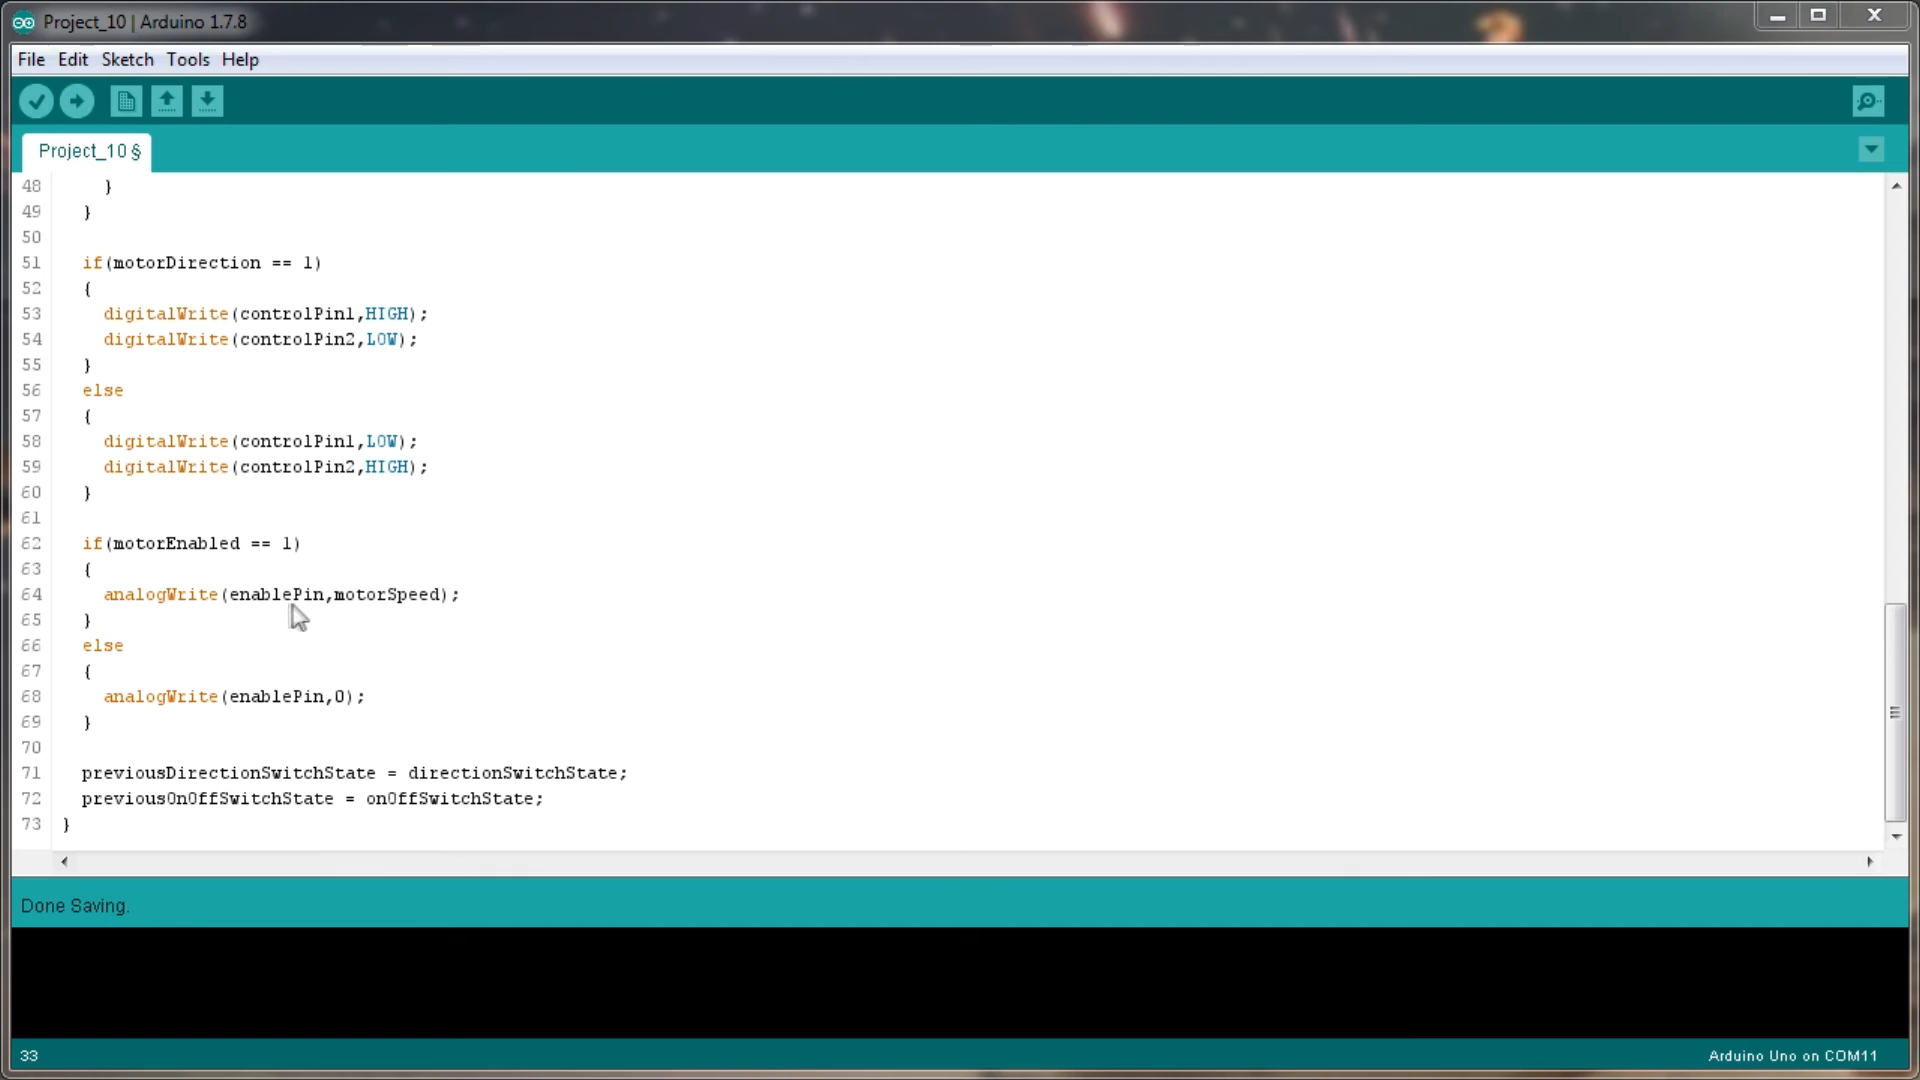 Project_10 | Arduino 1.7.8
File Edit Sketch Tools Help
Project_10 §
48 }
49 }
50
51 if(motorDirection == 1)
52 {
53 digitalWrite(controlPin1,HIGH);
54 digitalWrite(controlPin2,LOW);
55 }
56 else
57 {
58 digitalWrite(controlPin1,LOW);
59 digitalWrite(controlPin2,HIGH);
60 }
61
62 if(motorEnabled == 1)
63 {
64 analogWrite(enablePin,motorSpeed);
65 }
66 else
67 {
68 analogWrite(enablePin,0);
69 }
70
71 previousDirectionSwitchState = directionSwitchState;
72 previousOnOffSwitchState = onOffSwitchState;
73 }
Done Saving.
33
Arduino Uno on COM11